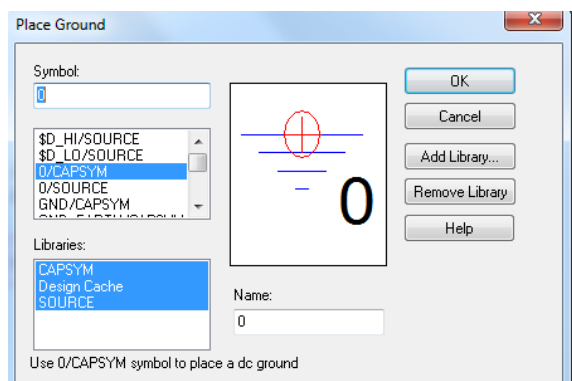 Place Ground
Symbol:
0
$D_HI/SOURCE
$D_LO/SOURCE
0/CAPSYM
0/SOURCE
GND/CAPSYM
Libraries:
CAPSYM
Design Cache
SOURCE
0
Name:
0
OK
Cancel
Add Library...
Remove Library
Help
Use 0/CAPSYM symbol to place a dc ground